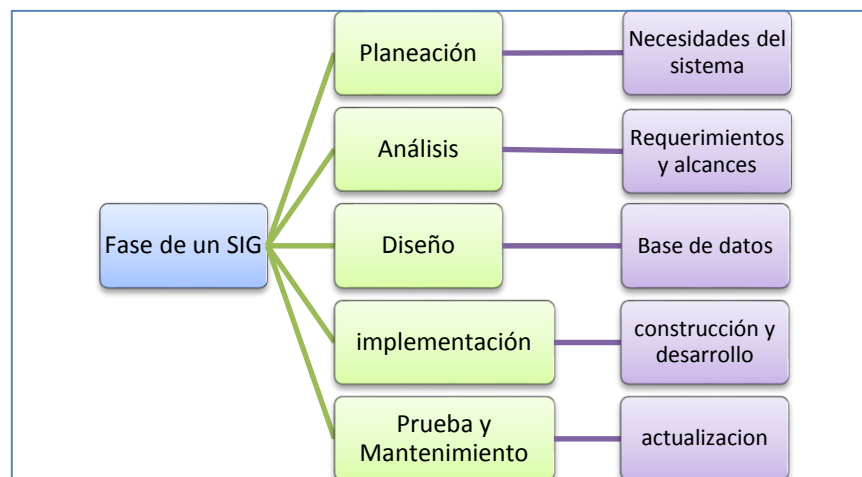 Fase de un SIG
Planeación
Necesidades del
sistema
Análisis
Requerimientos
y alcances
Diseño
Base de datos
implementación
construcción y
desarrollo
Prueba y
Mantenimiento
actualizacion